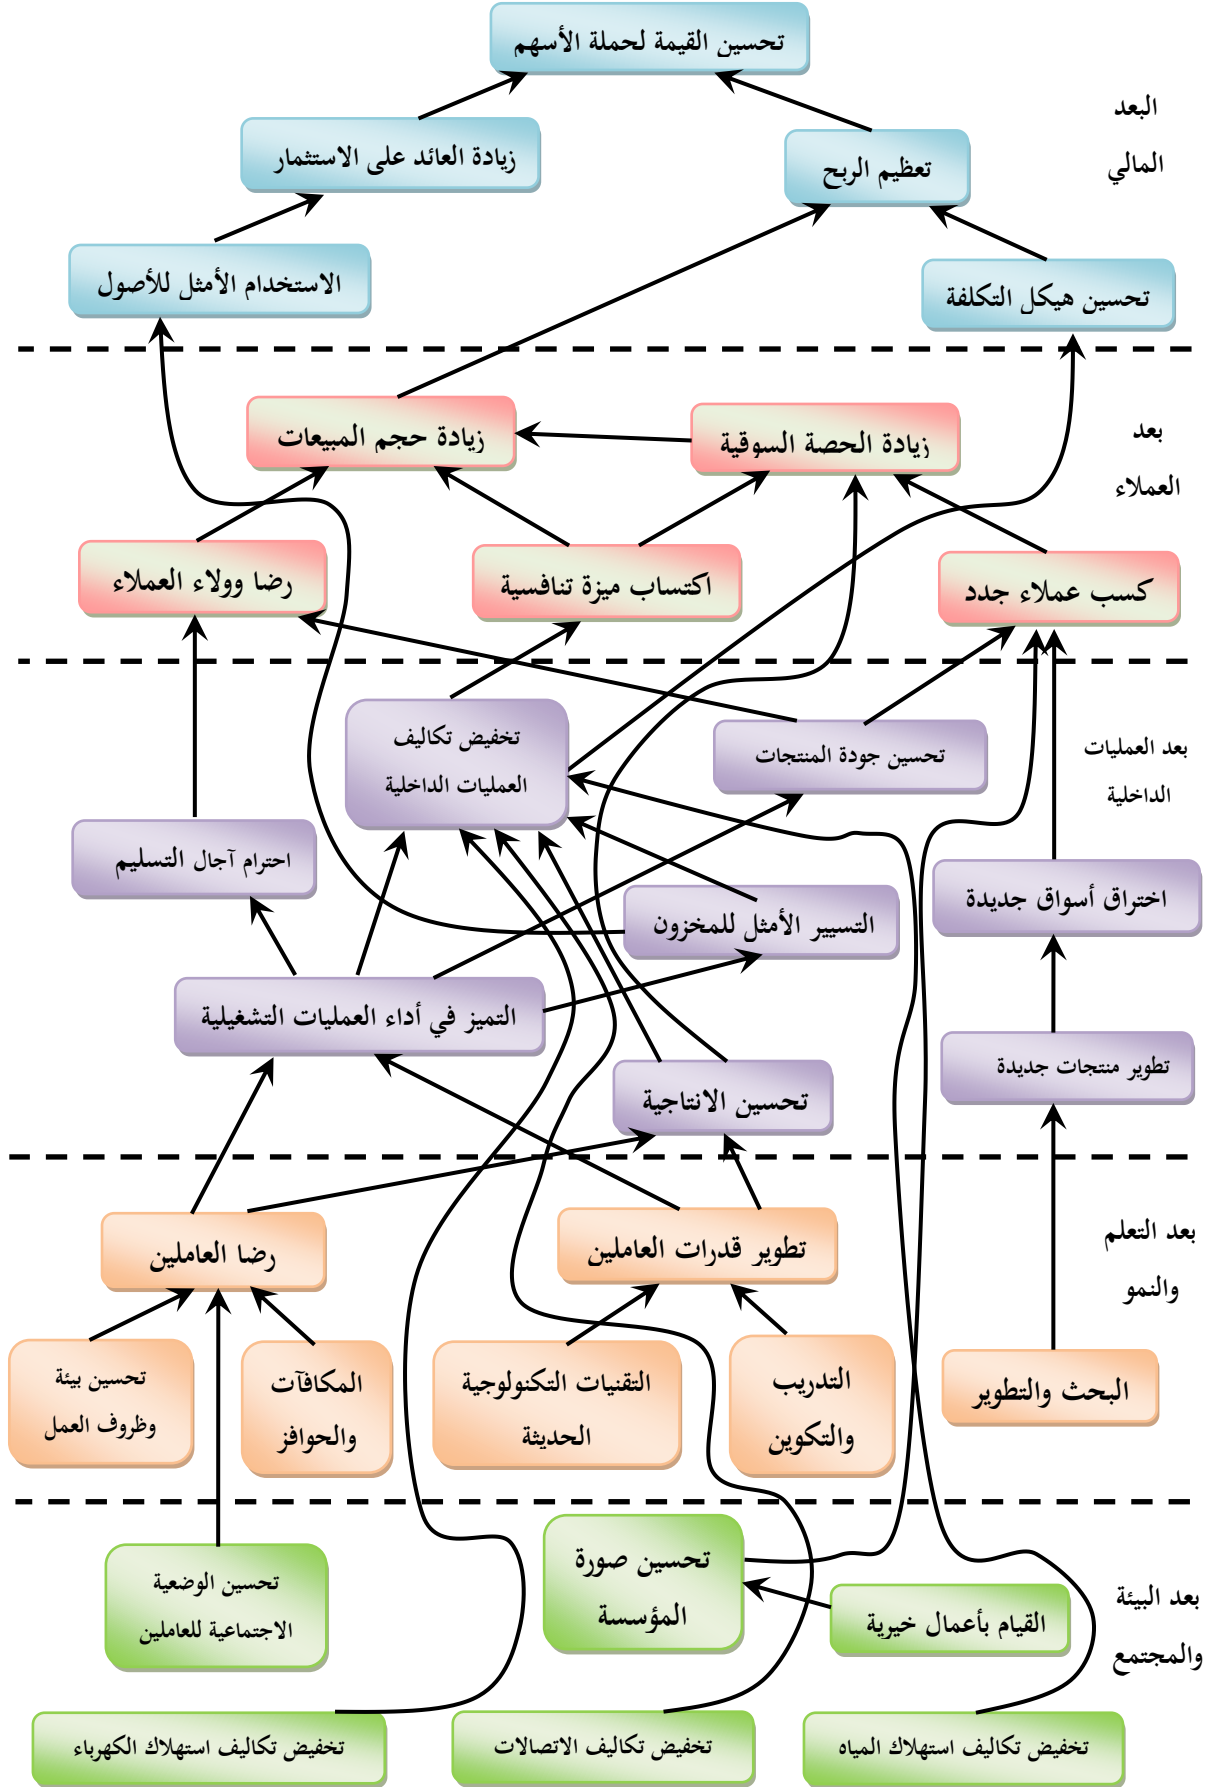 تحسين القيمة لحملة الأسهم
البعد
المالي
زيادة العائد على الاستثمار
تعظيم الربح
الاستخدام الأمثل للأصول
تحسين هيكل التكلفة
بعد
العملاء
زيادة الحصة السوقية
زيادة حجم المبيعات
كسب عملاء جدد
اكتساب ميزة تنافسية
رضا وولاء العملاء
بعد العمليات
الداخلية
تحسين جودة المنتجات
تخفيض تكاليف
العمليات الداخلية
احترام آجال التسليم
اختراق أسواق جديدة
التسيير الأمثل للمخزون
التميز في أداء العمليات التشغيلية
تطوير منتجات جديدة
تحسين الانتاجية
بعد التعلم
والنمو
تطوير قدرات العاملين
رضا العاملين
البحث والتطوير
التدريب
والتكوين
التقنيات التكنولوجية
الحديثة
المكافآت
والحوافز
تحسين بيئة
وظروف العمل
بعد البيئة
والمجتمع
تحسين صورة
المؤسسة
القيام بأعمال خيرية
تحسين الوضعية
الاجتماعية للعاملين
تخفيض تكاليف استهلاك المياه
تخفيض تكاليف الاتصالات
تخفيض تكاليف استهلاك الكهرباء